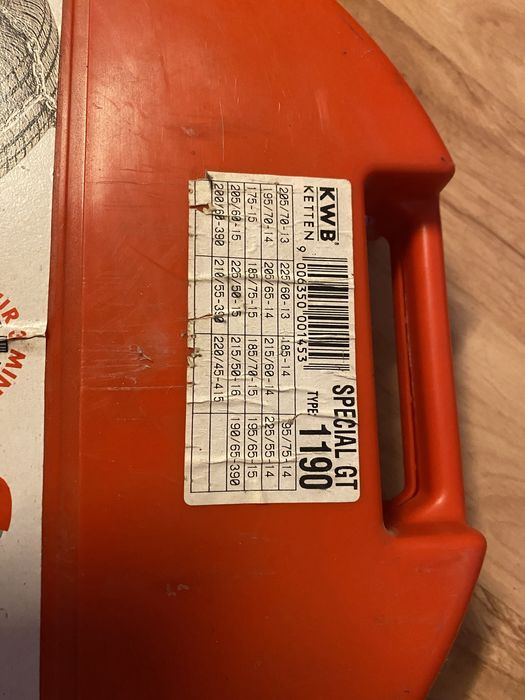 KWB®
KETTEN
9 006350 001453
SPECIAL GT
TYPE: 1190
205/70-13 225/60-13 185-14 195/75-14
195/70-14 205/65-14 215/60-14 225/55-14
175-15 185/75-15 185/70-15 195/65-15
205/60-15 225/50-15 215/50-16 190/65-390
200/60-390 210/55-390 220/45-415